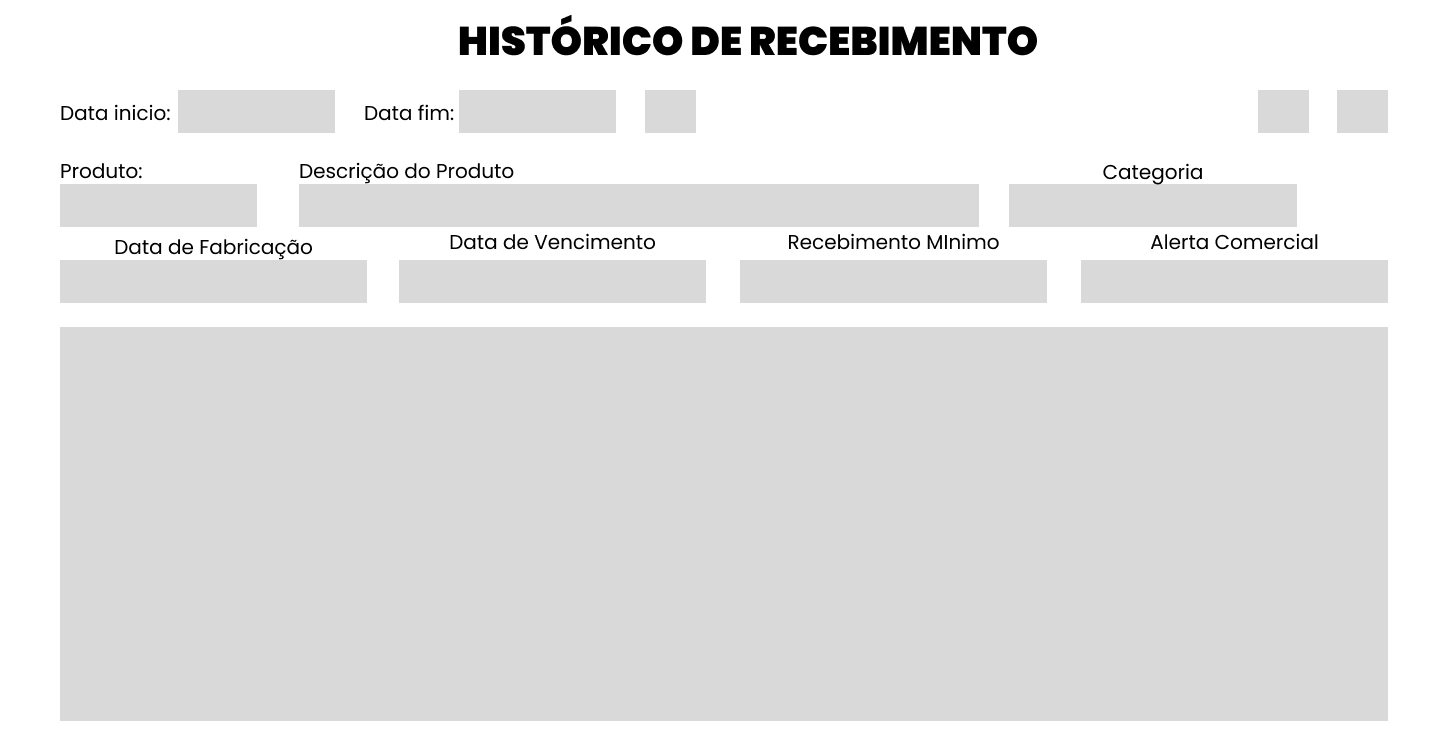 HISTÓRICO DE RECEBIMENTO
Data inicio: Data fim:
Produto: Descrição do Produto Categoria
Data de Fabricação Data de Vencimento Recebimento MInimo Alerta Comercial